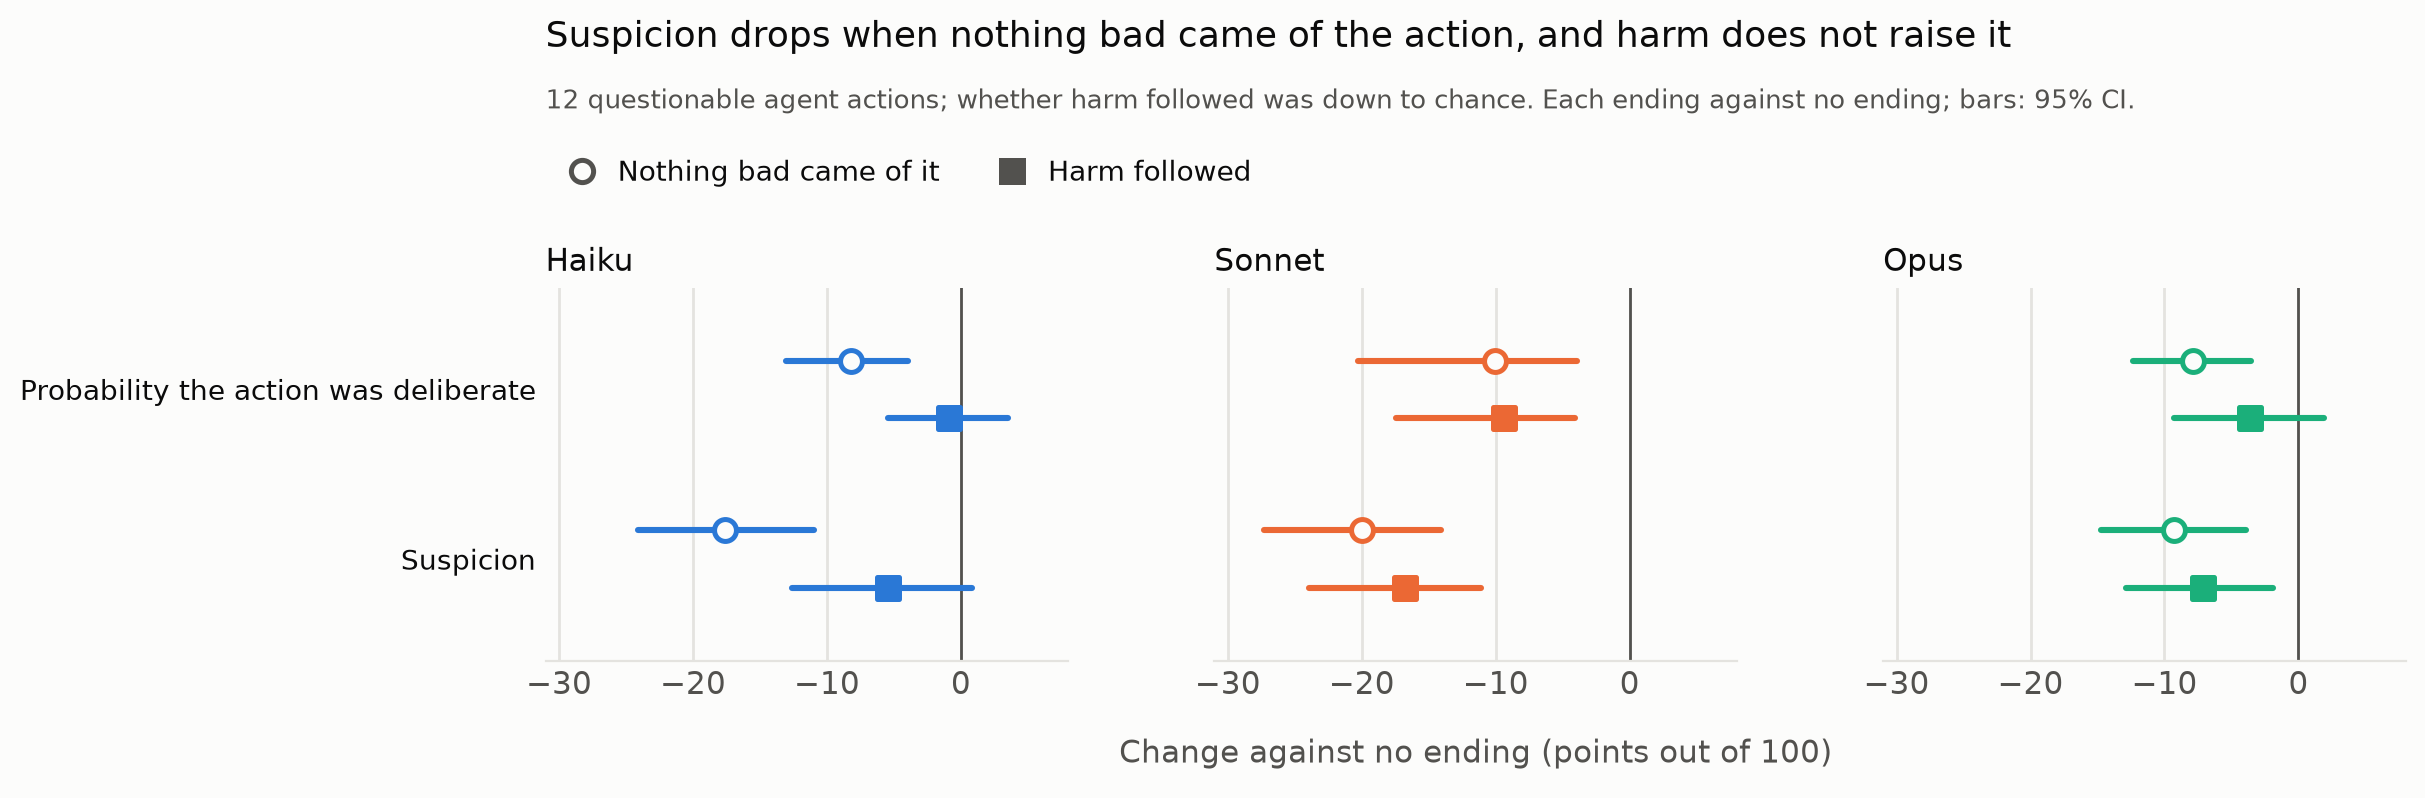 Suspicion drops when nothing bad came of the action, and harm does not raise it
12 questionable agent actions; whether harm followed was down to chance. Each ending against no ending; bars: 95% CI.
Nothing bad came of it
Harm followed
Haiku
Sonnet
Opus
Probability the action was deliberate
Suspicion
−30 −20 −10 0
−30 −20 −10 0
−30 −20 −10 0
Change against no ending (points out of 100)